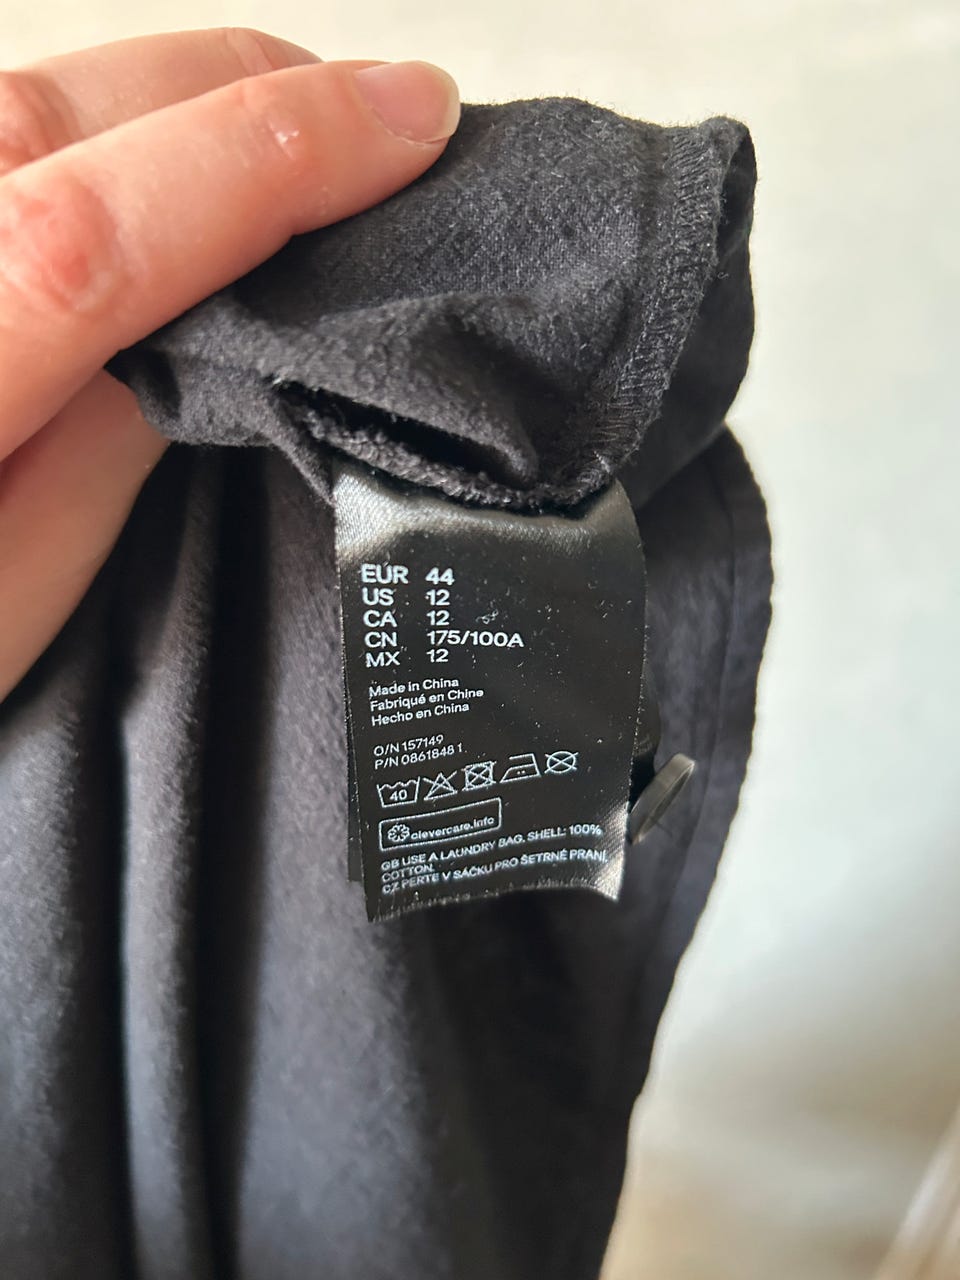 EUR 44
US 12
CA 12
CN 175/100A
MX 12
Made in China
Fabriqué en Chine
Hecho en China
O/N 157149
P/N 0861848 1
40
clevercare.info
GB USE A LAUNDRY BAG. SHELL: 100%
COTTON.
CZ PERTE V SÁČKU PRO ŠETRNÉ PRANÍ,